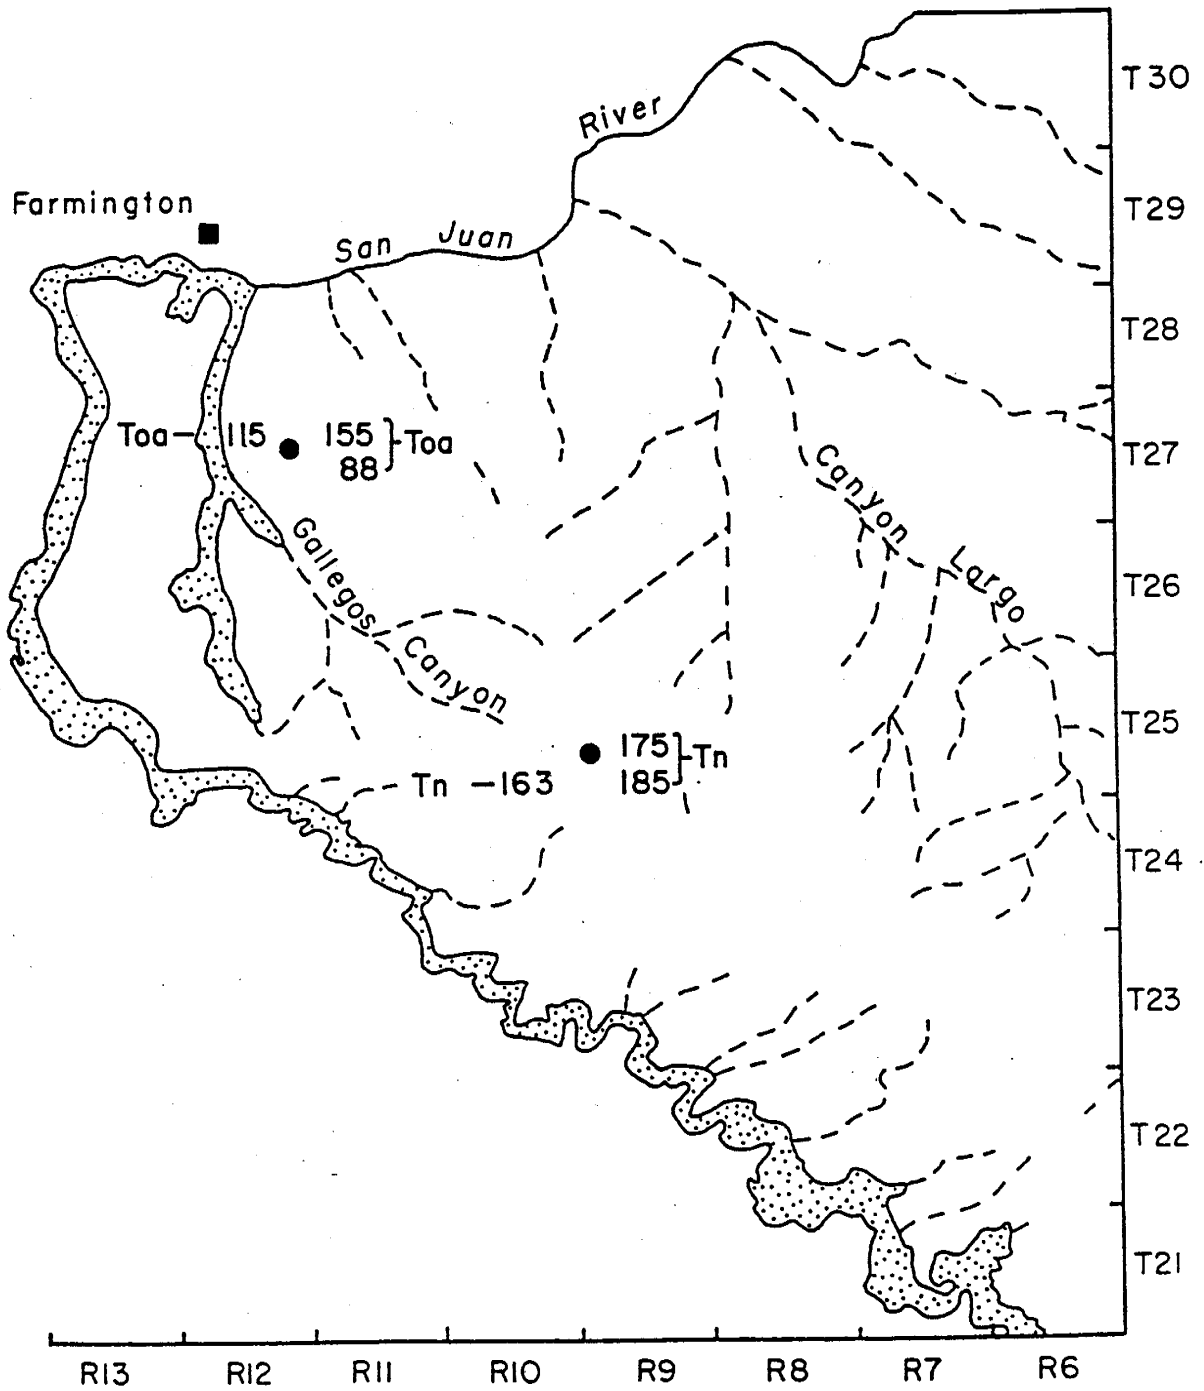 T30
River
Farmington
T29
San Juan
T28
Toa — 115
155
88
Toa
T27
Canyon
Largo
Gallegos
Canyon
T26
T25
175
185
Tn
Tn — 163
T24
T23
T22
T21
R13 R12 R11 R10 R9 R8 R7 R6